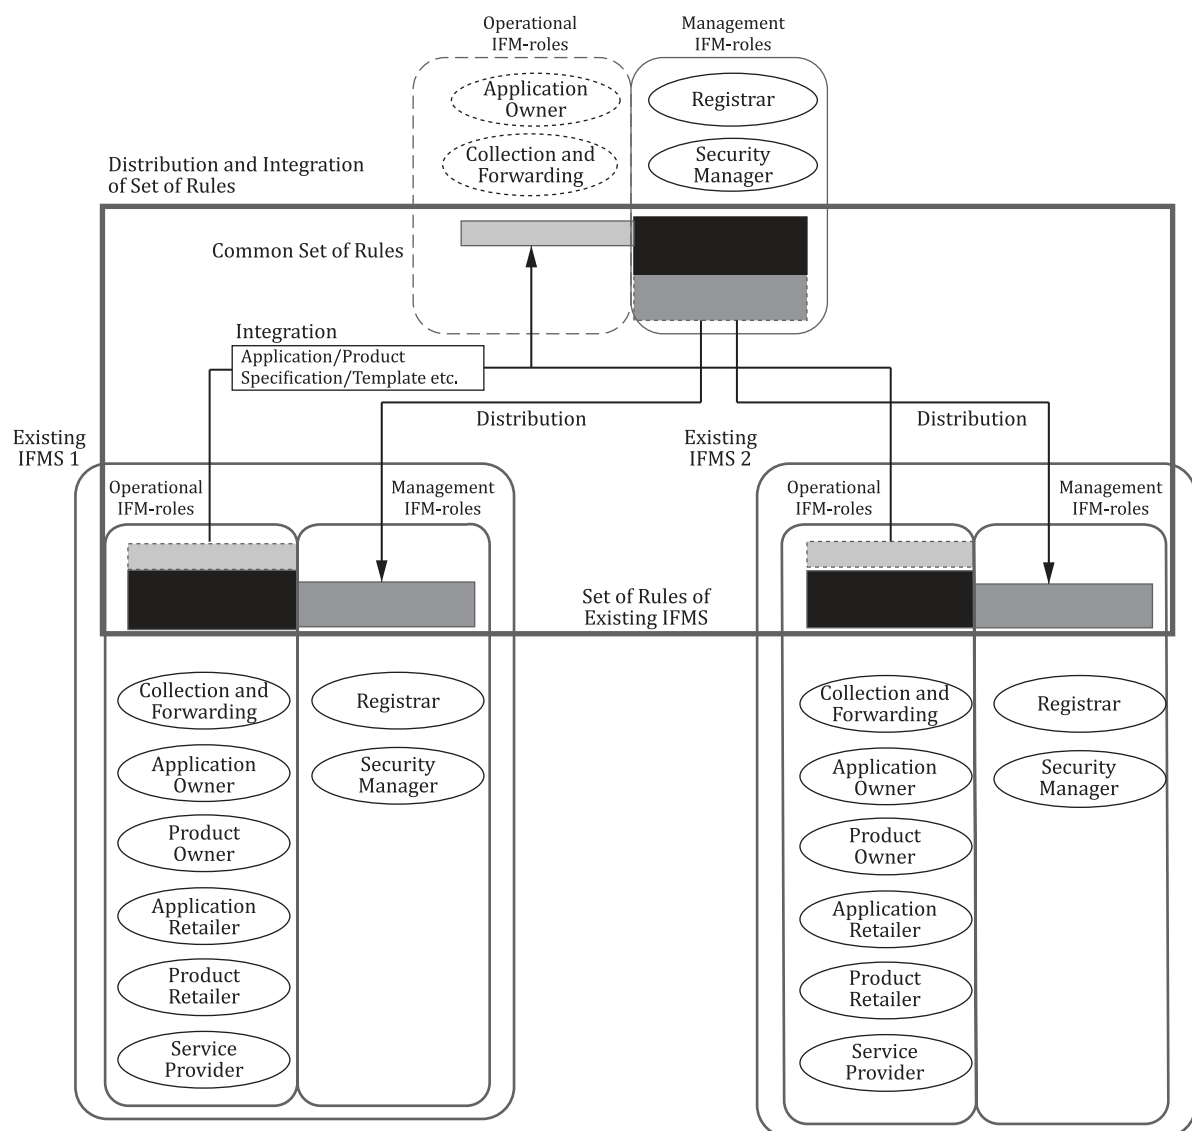 Operational
IFM-roles
Management
IFM-roles
Application
Owner
Registrar
Collection and
Forwarding
Security
Manager
Distribution and Integration
of Set of Rules
Common Set of Rules
Integration
Application/Product
Specification/Template etc.
Distribution
Distribution
Existing
IFMS 1
Existing
IFMS 2
Operational
IFM-roles
Management
IFM-roles
Operational
IFM-roles
Management
IFM-roles
Set of Rules of
Existing IFMS
Collection and
Forwarding
Registrar
Application
Owner
Security
Manager
Product
Owner
Application
Retailer
Product
Retailer
Service
Provider
Collection and
Forwarding
Registrar
Application
Owner
Security
Manager
Product
Owner
Application
Retailer
Product
Retailer
Service
Provider